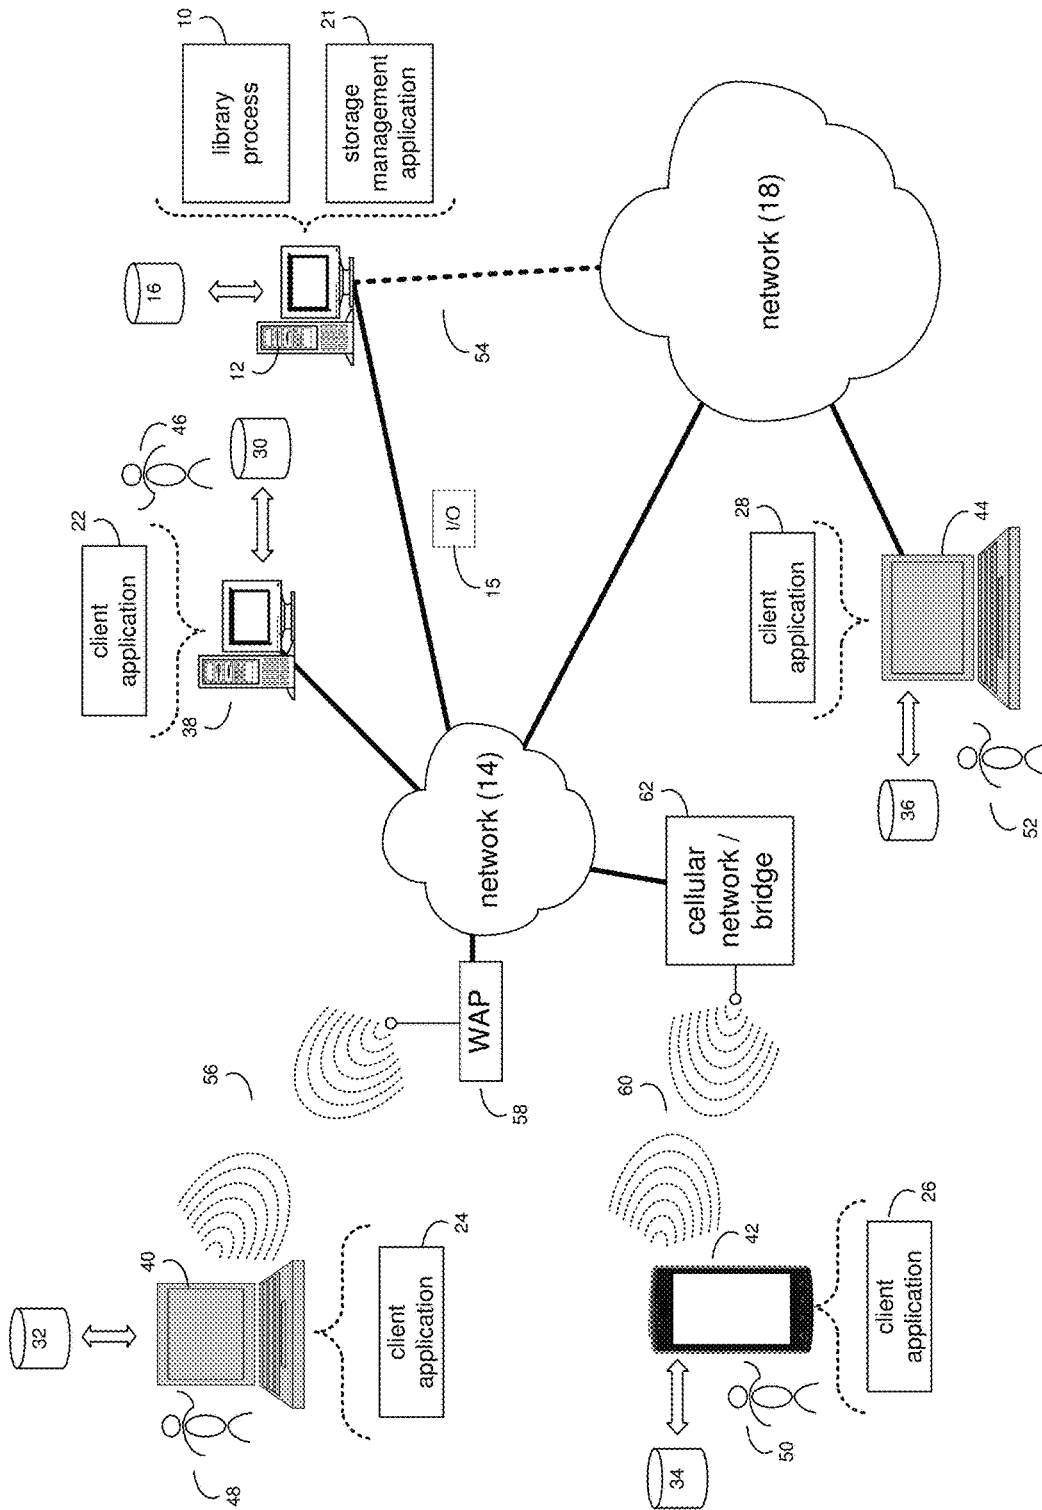 32
40
48
client
application
24
56
38
client
application
22
46
30
16
12
library
process
10
storage
management
application
21
WAP
58
network (14)
I/O
15
54
34
42
50
client
application
26
60
cellular
network /
bridge
62
network (18)
client
application
28
36
44
52